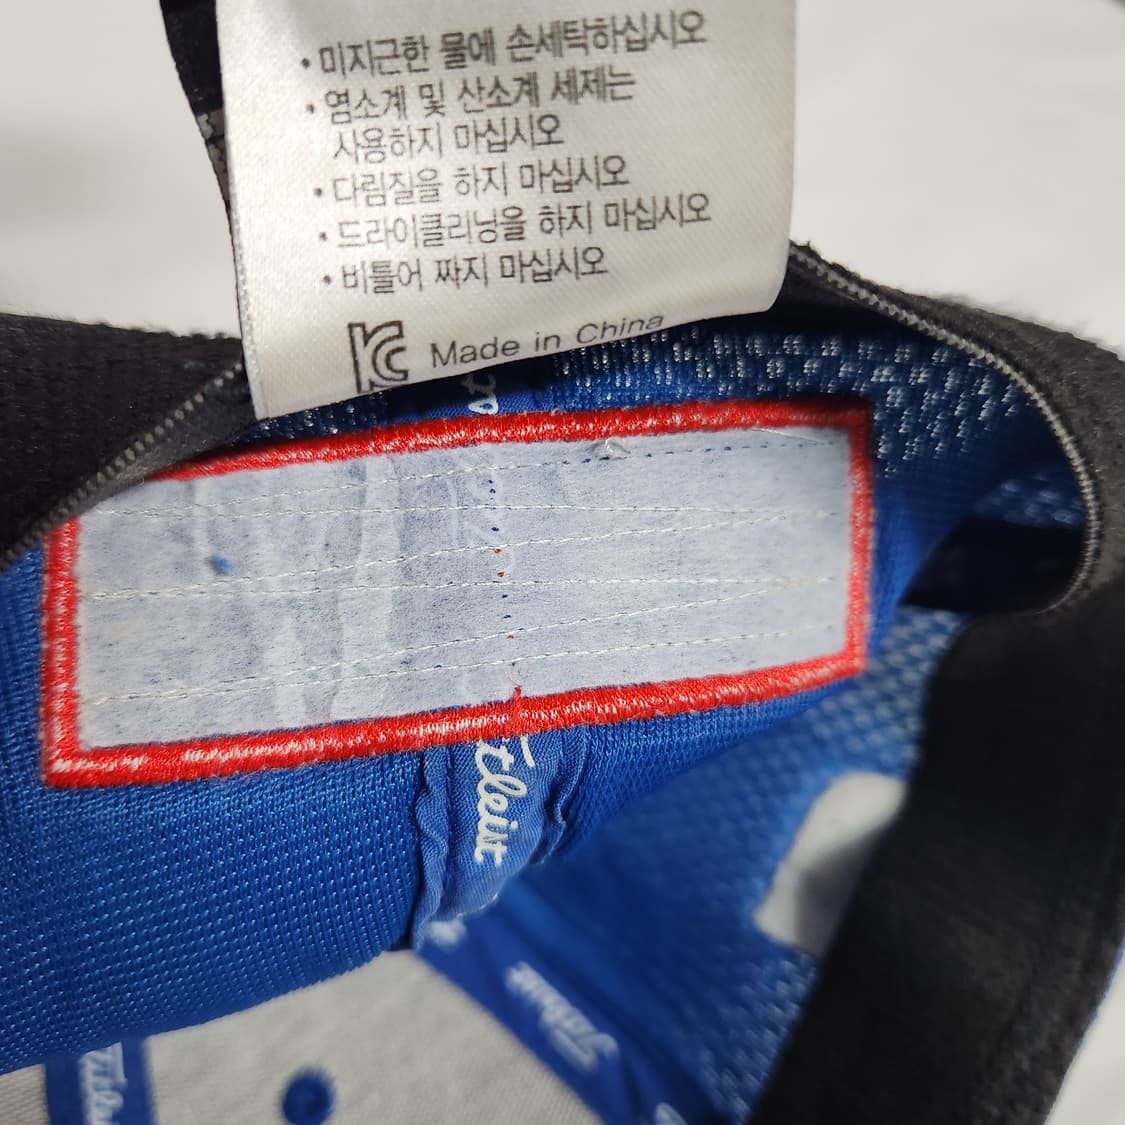 • 미지근한 물에 손세탁하십시오
• 염소계 및 산소계 세제는
사용하지 마십시오
• 다림질을 하지 마십시오
• 드라이클리닝을 하지 마십시오
• 비틀어 짜지 마십시오
Made in China
Titleist